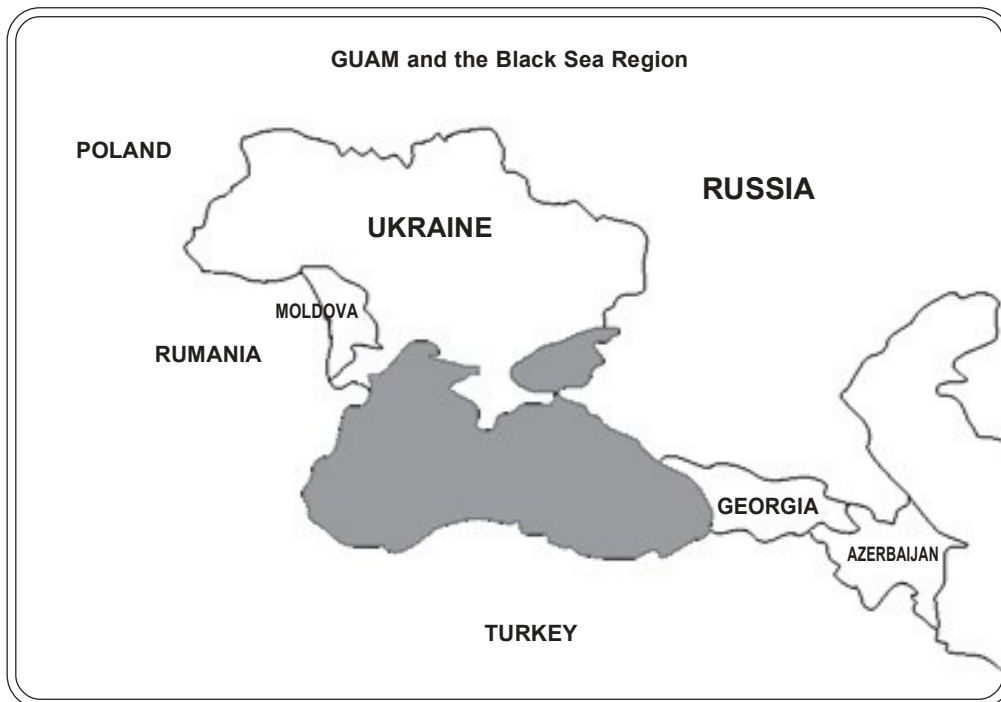 GUAM and the Black Sea Region
POLAND
RUSSIA
UKRAINE
MOLDOVA
RUMANIA
GEORGIA
AZERBAIJAN
TURKEY